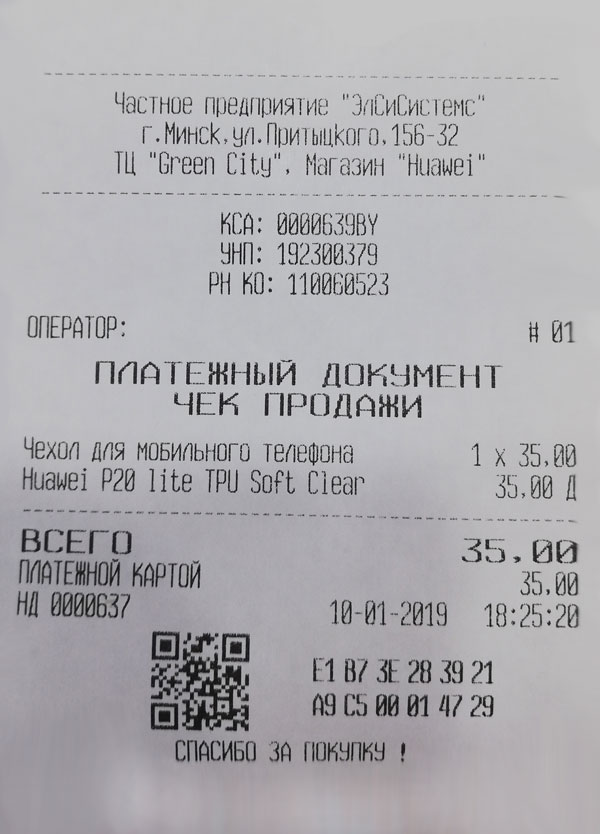 Частное предприятие "ЭлСиСистемс"
г.Минск,ул.Притыцкого,156-32
ТЦ "Green City", Магазин "Huawei"
КСА: 0000639BY
УНП: 192300379
РН КО: 110060523
ОПЕРАТОР: # 01
ПЛАТЕЖНЫЙ ДОКУМЕНТ
ЧЕК ПРОДАЖИ
Чехол для мобильного телефона 1 x 35,00
Huawei P20 lite TPU Soft Clear 35,00 Д
ВСЕГО 35,00
ПЛАТЕЖНОЙ КАРТОЙ 35,00
НД 0000637 10-01-2019 18:25:20
E1 B7 3E 28 39 21
A9 C5 00 01 47 29
СПАСИБО ЗА ПОКУПКУ !